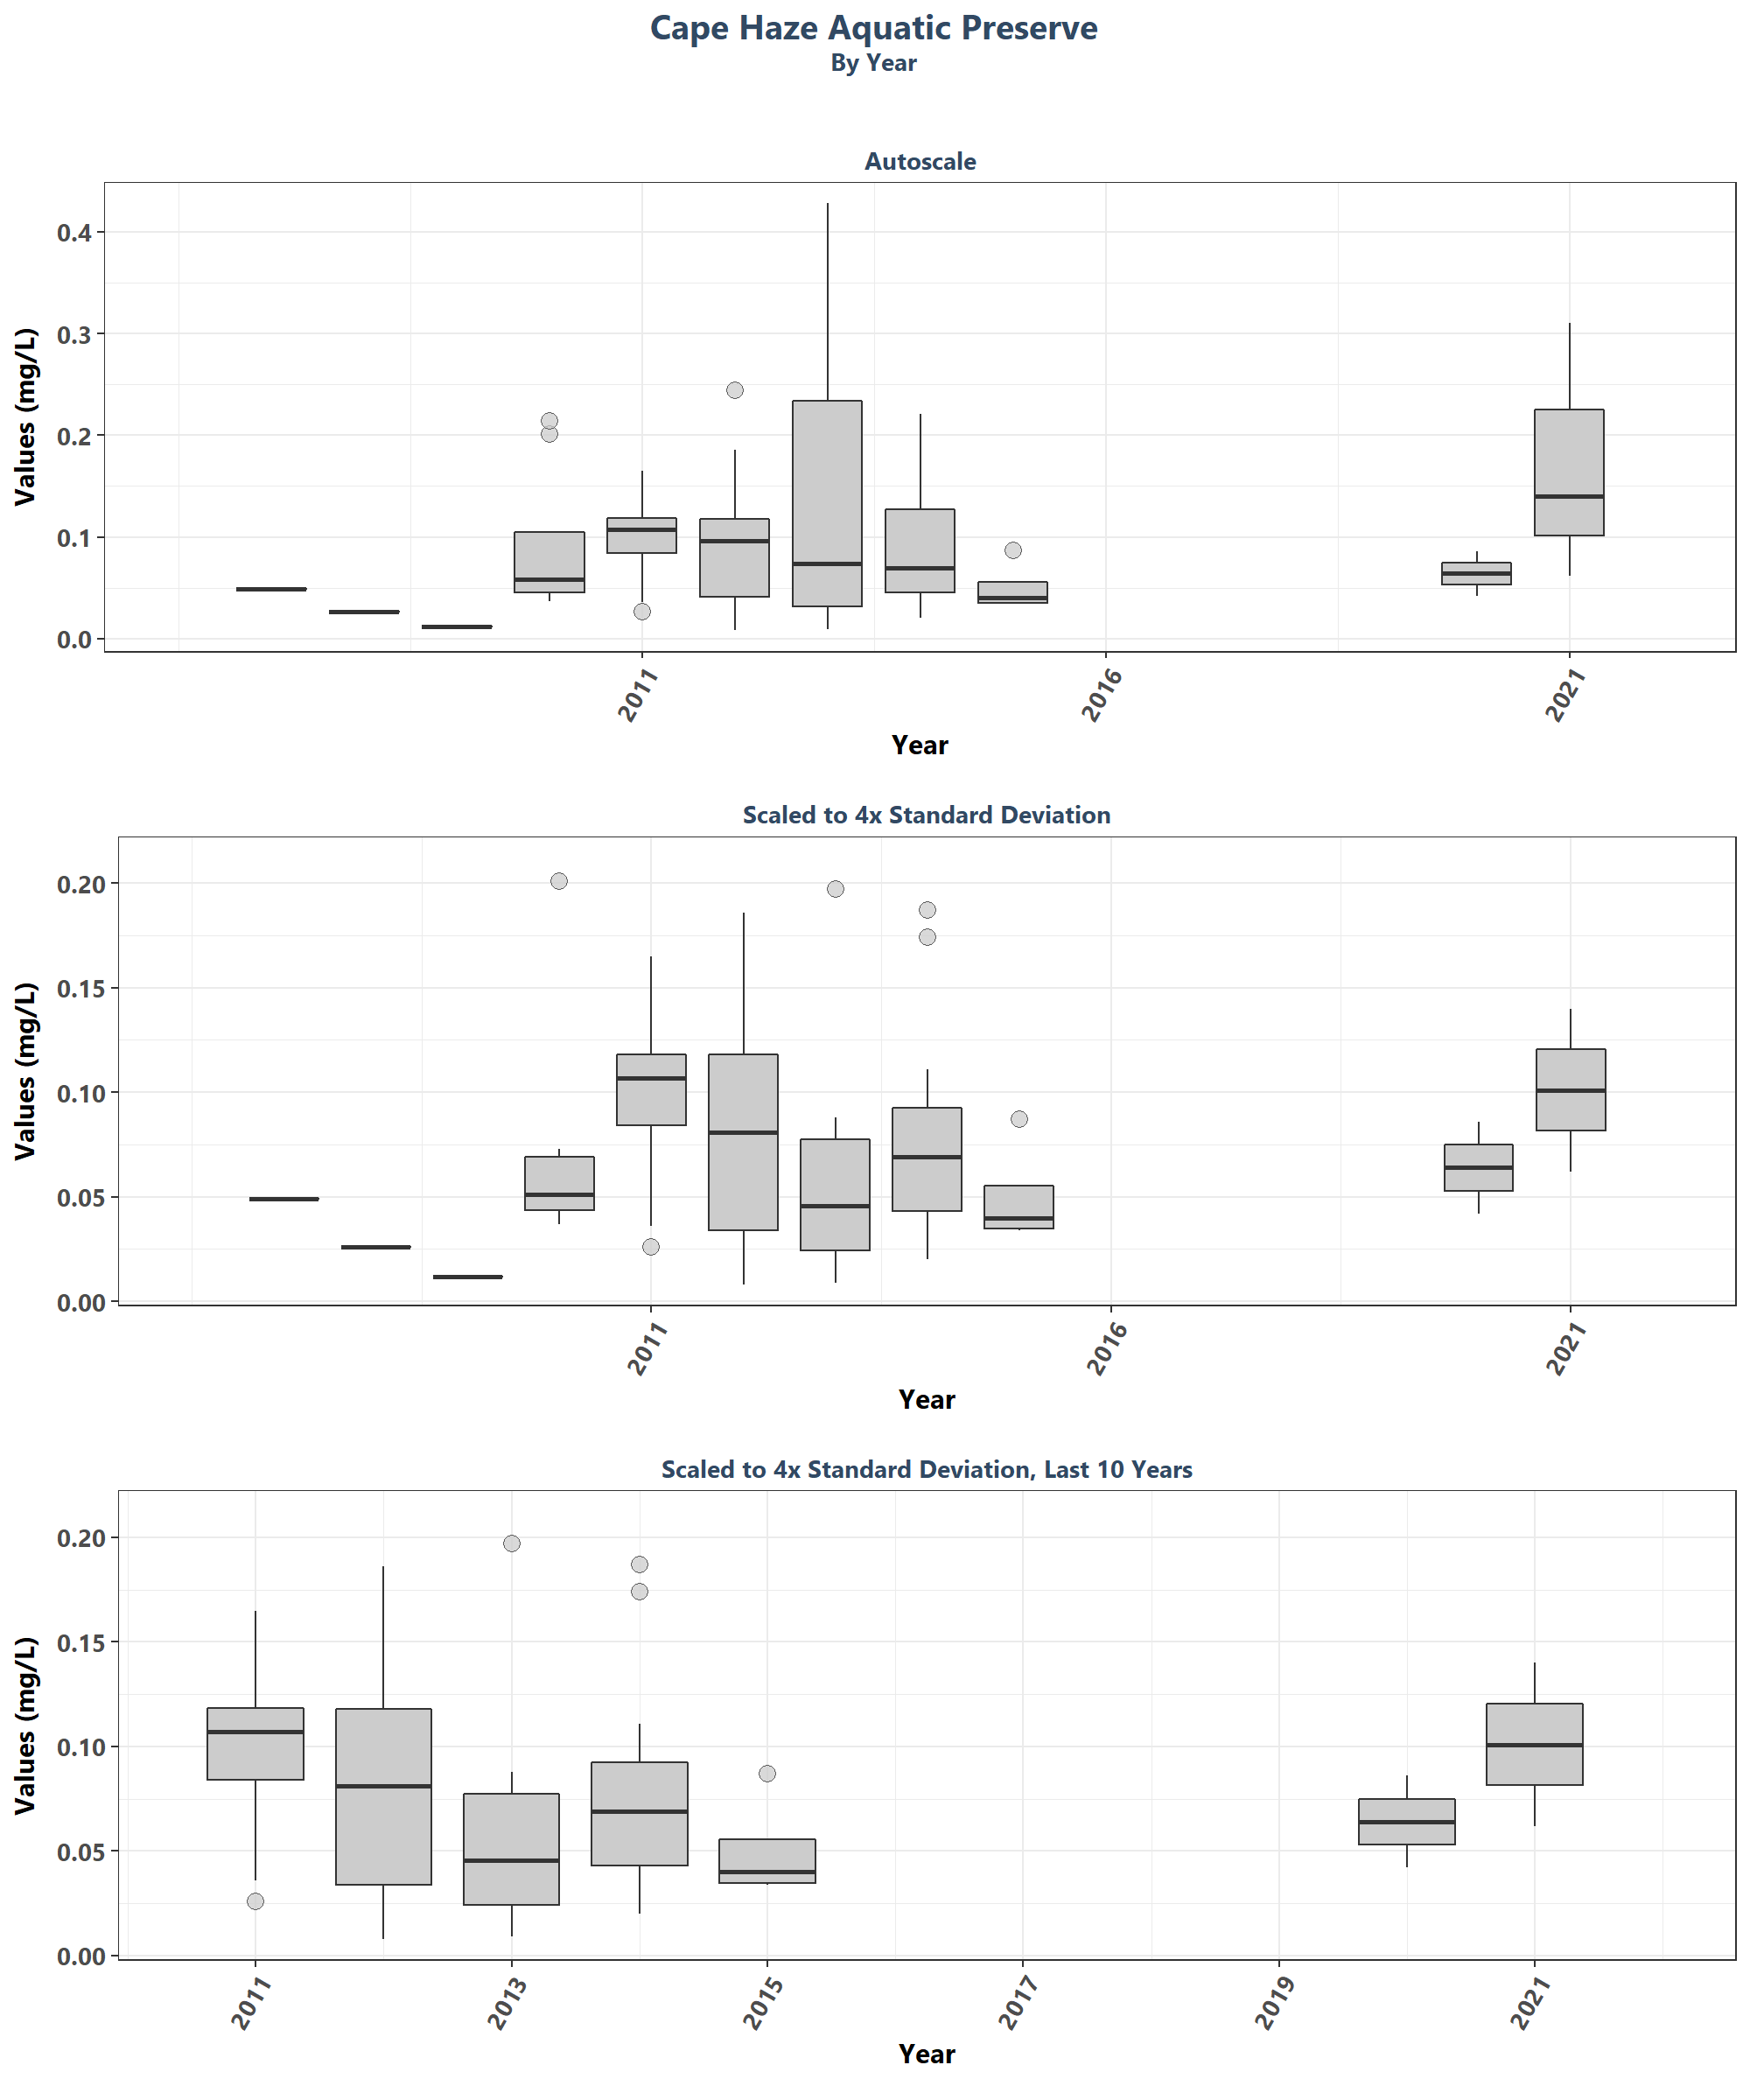 Cape Haze Aquatic Preserve
By Year
Autoscale
Values (mg/L)
0.4
0.3
0.2
0.1
0.0
2011
2016
2021
Year
Scaled to 4x Standard Deviation
Values (mg/L)
0.20
0.15
0.10
0.05
0.00
2011
2016
2021
Year
Scaled to 4x Standard Deviation, Last 10 Years
Values (mg/L)
0.20
0.15
0.10
0.05
0.00
2011
2013
2015
2017
2019
2021
Year